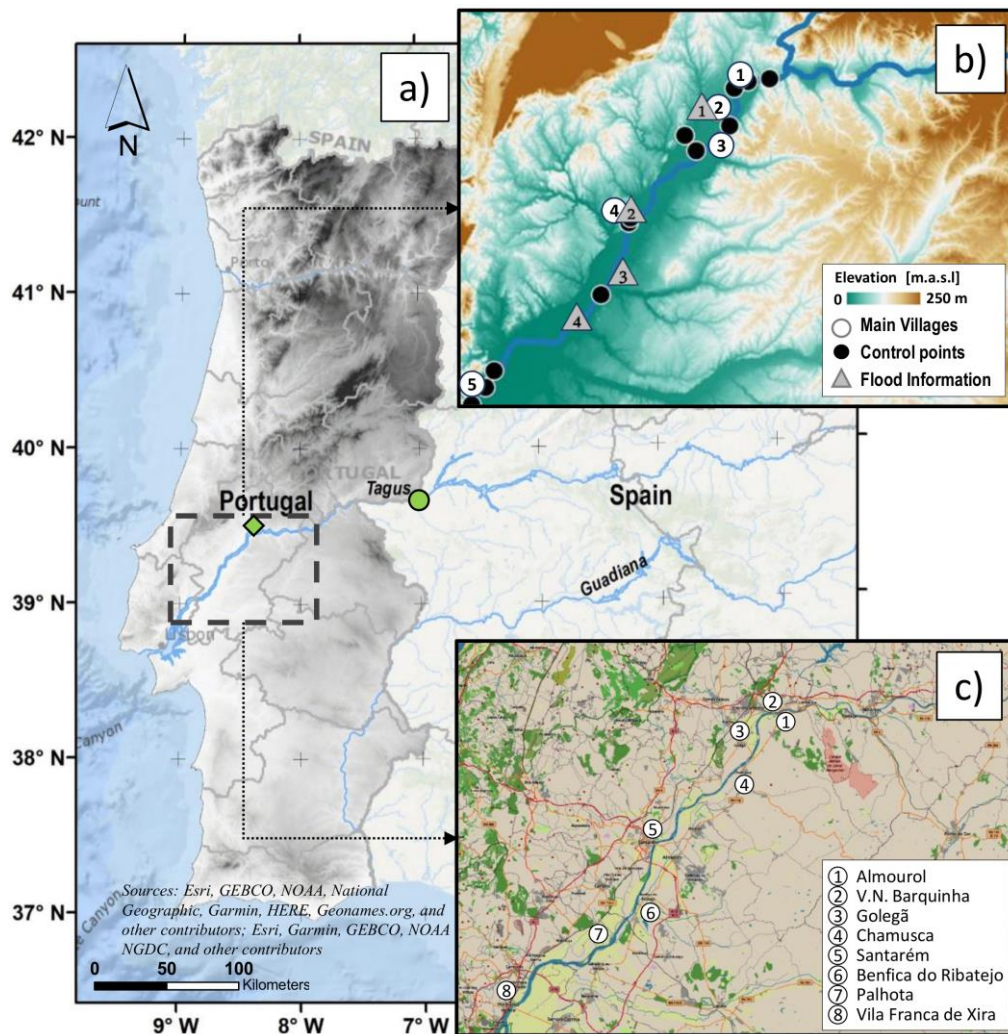 a)
N
42° N
41° N
40° N
39° N
38° N
37° N
9°W
8°W
7°W
SPAIN
Porto
PORTUGAL
Portugal
Tagus
Spain
Guadiana
Lisbon
Canyon
Canyon
Sources: Esri, GEBCO, NOAA, National
Geographic, Garmin, HERE, Geonames.org, and
other contributors; Esri, Garmin, GEBCO, NOAA
NGDC, and other contributors
0 50 100
Kilometers
b)
1
1
2
3
4
2
3
4
5
Elevation [m.a.s.l]
0 250 m
Main Villages
Control points
Flood Information
c)
2
1
3
4
5
6
7
8
1 Almourol
2 V.N. Barquinha
3 Golegã
4 Chamusca
5 Santarém
6 Benfica do Ribatejo
7 Palhota
8 Vila Franca de Xira